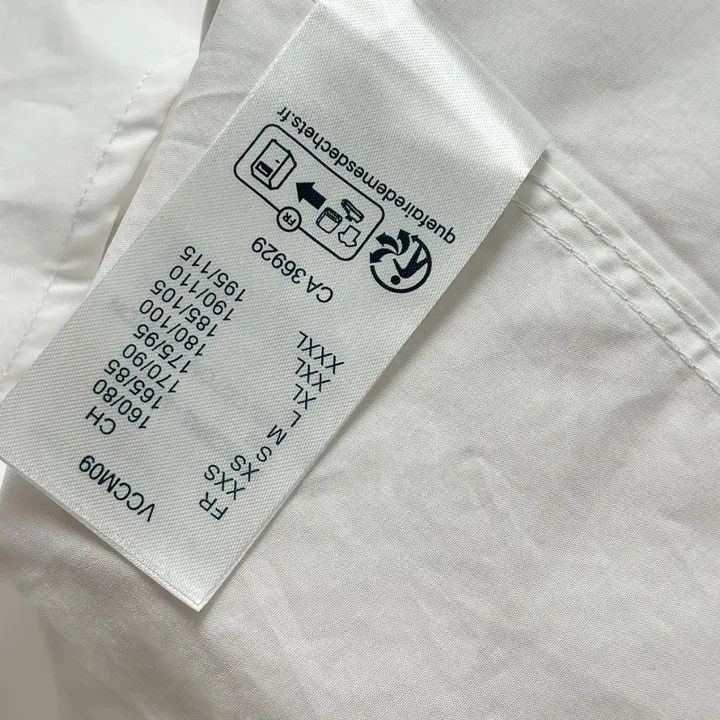 VCCM09
FR CH
XXS 160/80
XS 165/85
S 170/90
M 175/95
L 180/100
XL 185/105
XXL 190/110
XXXL 195/115
CA 36929
FR
quefairedemesdechets.fr